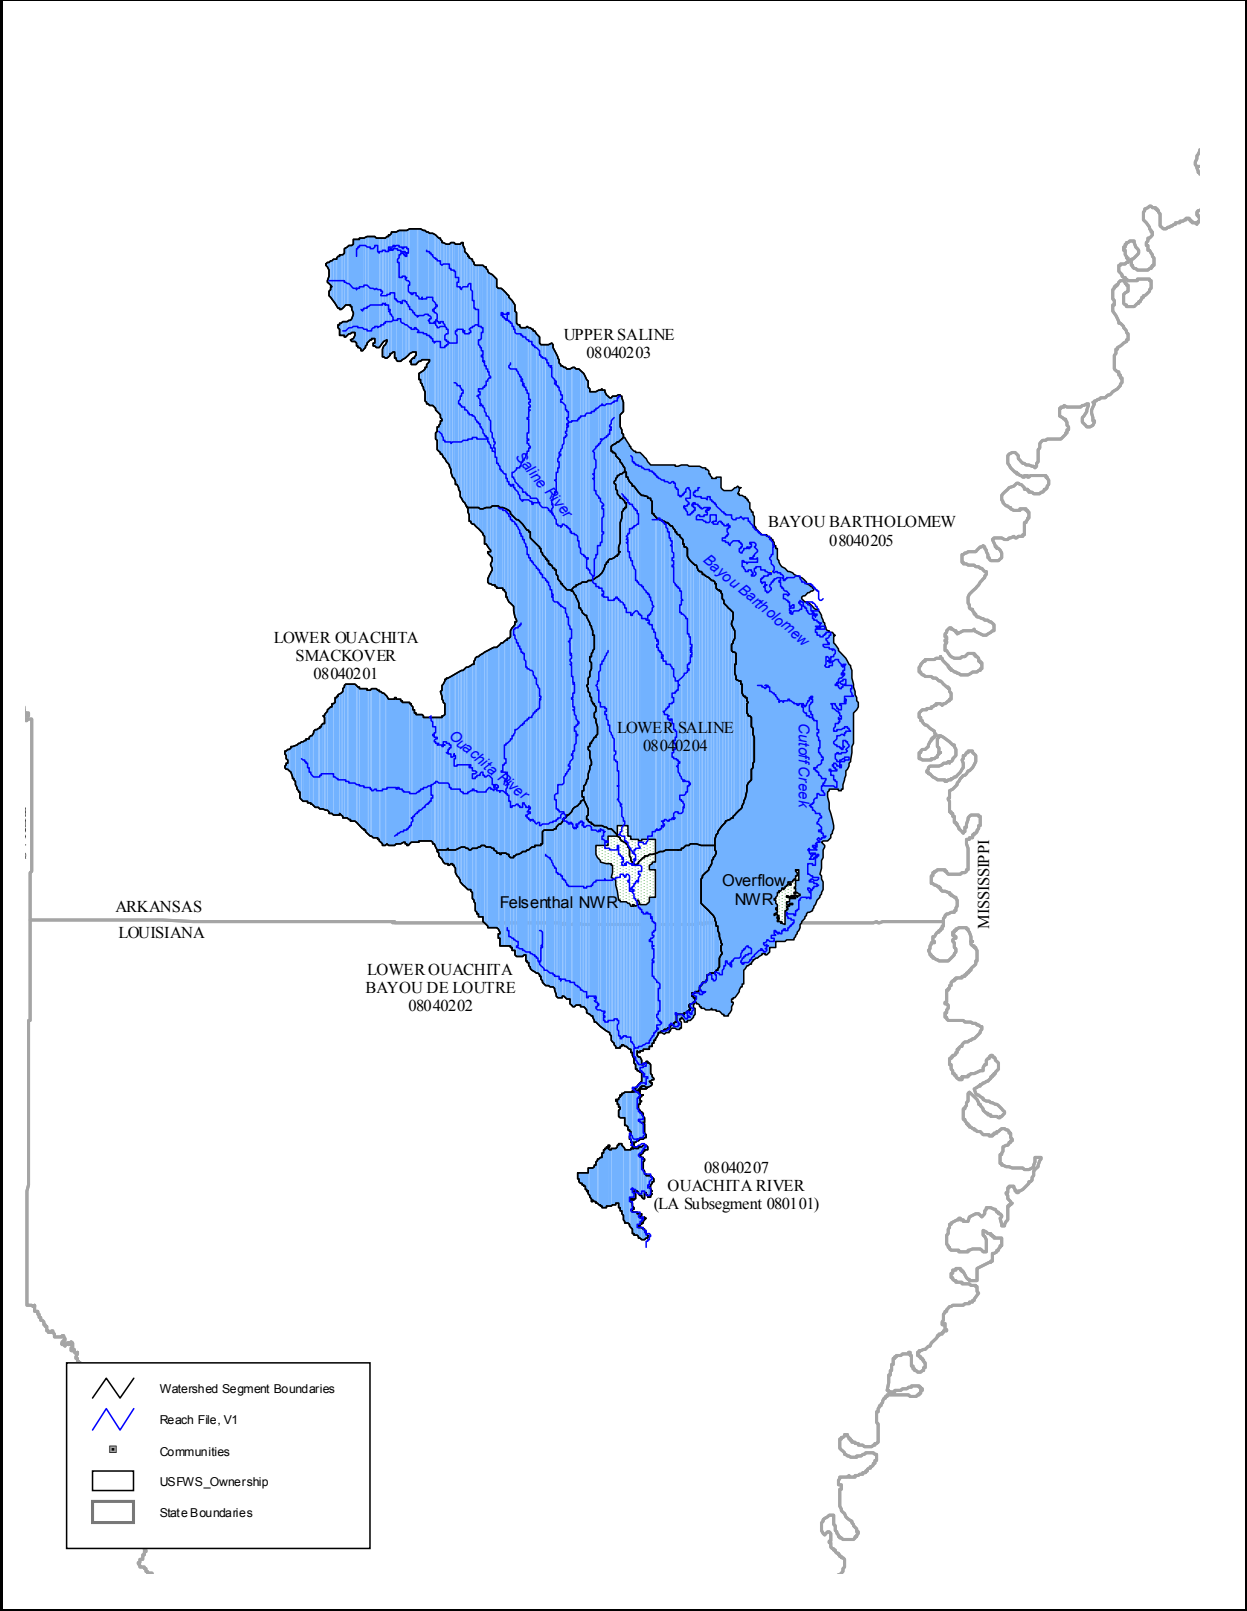 UPPER SALINE
08040203
Saline River
BAYOU BARTHOLOMEW
08040205
Bayou Bartholomew
LOWER OUACHITA
SMACKOVER
08040201
LOWER SALINE
08040204
Ouachita River
Cutoff Creek
MISSISSIPPI
Overflow
NWR
Felsenthal NWR
ARKANSAS
LOUISIANA
LOWER OUACHITA
BAYOU DE LOUTRE
08040202
08040207
OUACHITA RIVER
(LA Subsegment 080101)
Watershed Segment Boundaries
Reach File, V1
Communities
USFWS_Ownership
State Boundaries